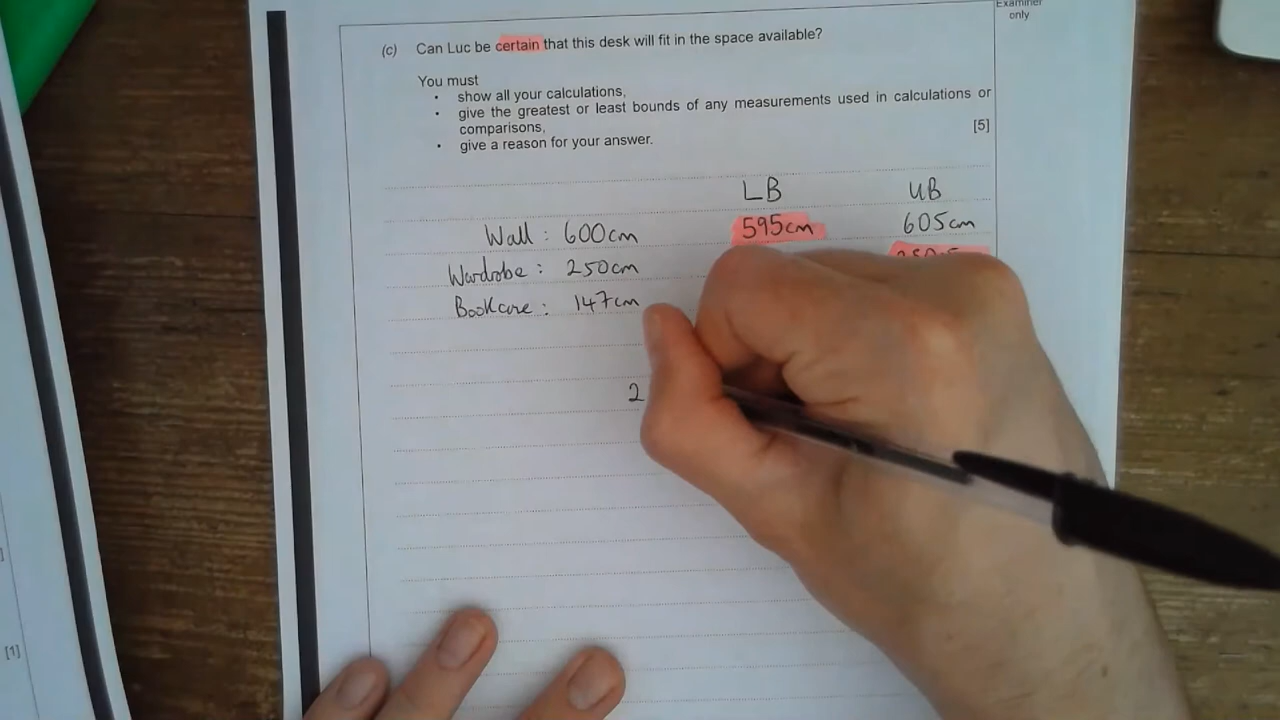 Examiner
only
(c) Can Luc be certain that this desk will fit in the space available?
You must
• show all your calculations,
• give the greatest or least bounds of any measurements used in calculations or
comparisons,
[5]
• give a reason for your answer.
LB UB
Wall : 600cm 595cm 605cm
Wardrobe : 250cm
Bookcase : 147cm
2
[1]